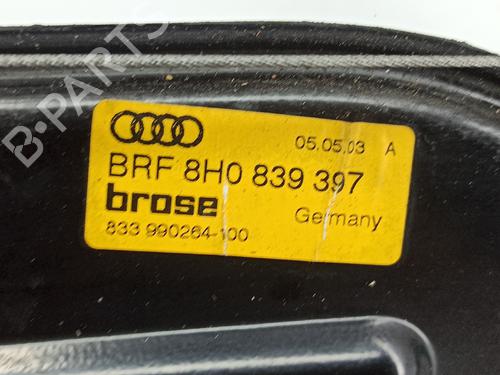 B-PARTS
05.05.03 A
BRF 8H0 839 397
brose
Germany
833 990264-100